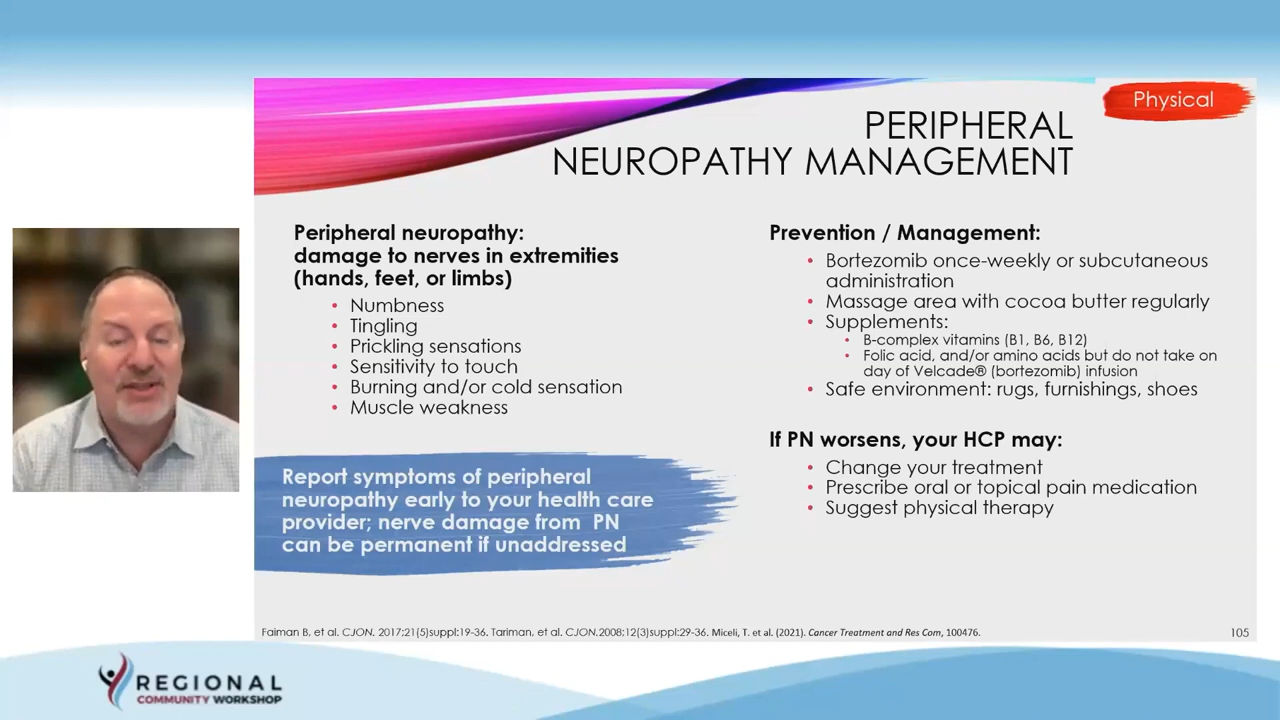 Physical
PERIPHERAL
NEUROPATHY MANAGEMENT
Peripheral neuropathy:
damage to nerves in extremities
(hands, feet, or limbs)
• Numbness
• Tingling
• Prickling sensations
• Sensitivity to touch
• Burning and/or cold sensation
• Muscle weakness
Report symptoms of peripheral
neuropathy early to your health care
provider; nerve damage from PN
can be permanent if unaddressed
Prevention / Management:
• Bortezomib once-weekly or subcutaneous
administration
• Massage area with cocoa butter regularly
• Supplements:
• B-complex vitamins (B1, B6, B12)
• Folic acid, and/or amino acids but do not take on
day of Velcade® (bortezomib) infusion
• Safe environment: rugs, furnishings, shoes
If PN worsens, your HCP may:
• Change your treatment
• Prescribe oral or topical pain medication
• Suggest physical therapy
Faiman B, et al. CJON. 2017;21(5)suppl:19-36. Tariman, et al. CJON.2008;12(3)suppl:29-36. Miceli, T. et al. (2021). Cancer Treatment and Res Com, 100476.
105
REGIONAL
COMMUNITY WORKSHOP